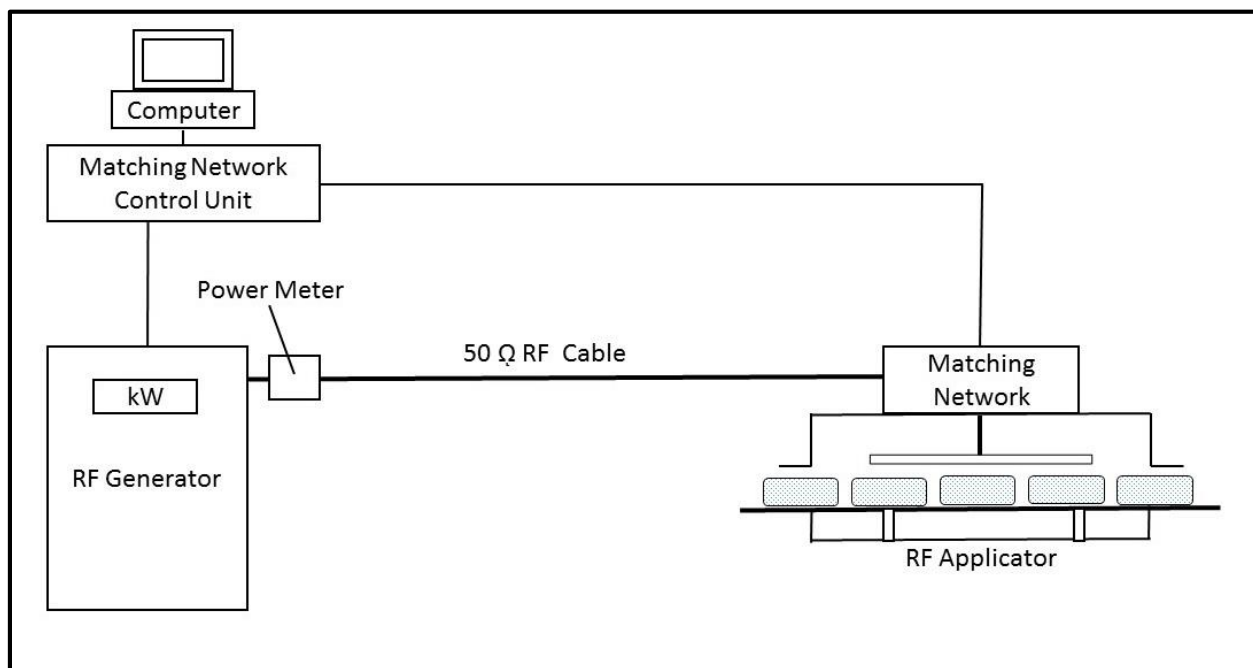 Computer
Matching Network
Control Unit
Power Meter
50 Ω RF Cable
Matching
Network
kW
RF Generator
RF Applicator